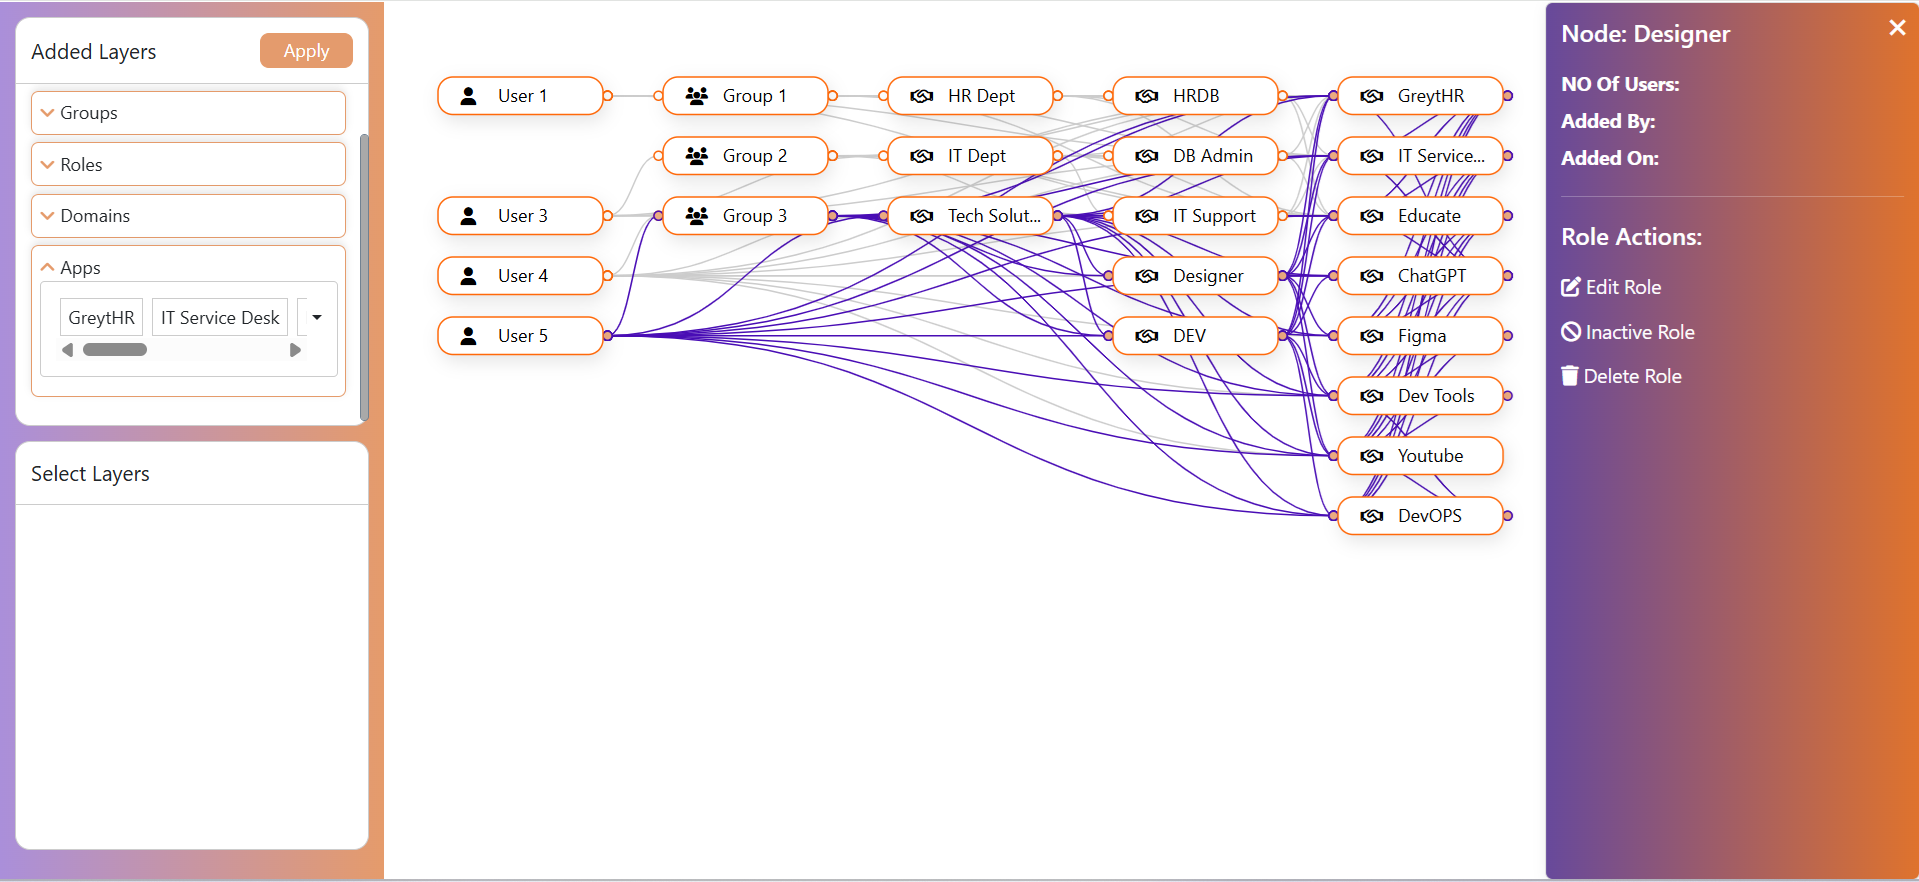 Added Layers
Apply
Groups
Roles
Domains
Apps
GreytHR
IT Service Desk
Select Layers
User 1
Group 1
HR Dept
HRDB
GreytHR
Group 2
IT Dept
DB Admin
IT Service...
User 3
Group 3
Tech Solut...
IT Support
Educate
User 4
Designer
ChatGPT
User 5
DEV
Figma
Dev Tools
Youtube
DevOPS
Node: Designer
NO Of Users:
Added By:
Added On:
Role Actions:
Edit Role
Inactive Role
Delete Role